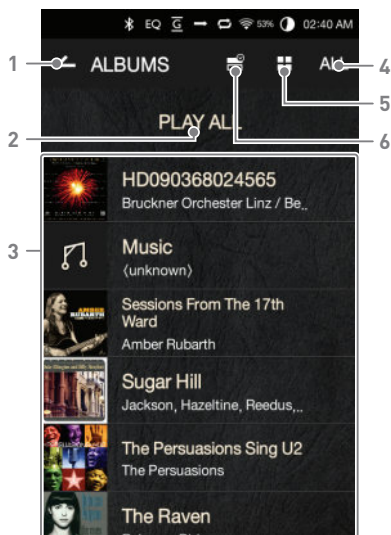 EQ G 53% 02:40 AM
1 ALBUMS 4
5
2 PLAY ALL 6
HD090368024565
Bruckner Orchester Linz / Be..
3 Music
(unknown)
Sessions From The 17th
Ward
Amber Rubarth
Sugar Hill
Jackson, Hazeltine, Reedus,...
The Persuasions Sing U2
The Persuasions
The Raven